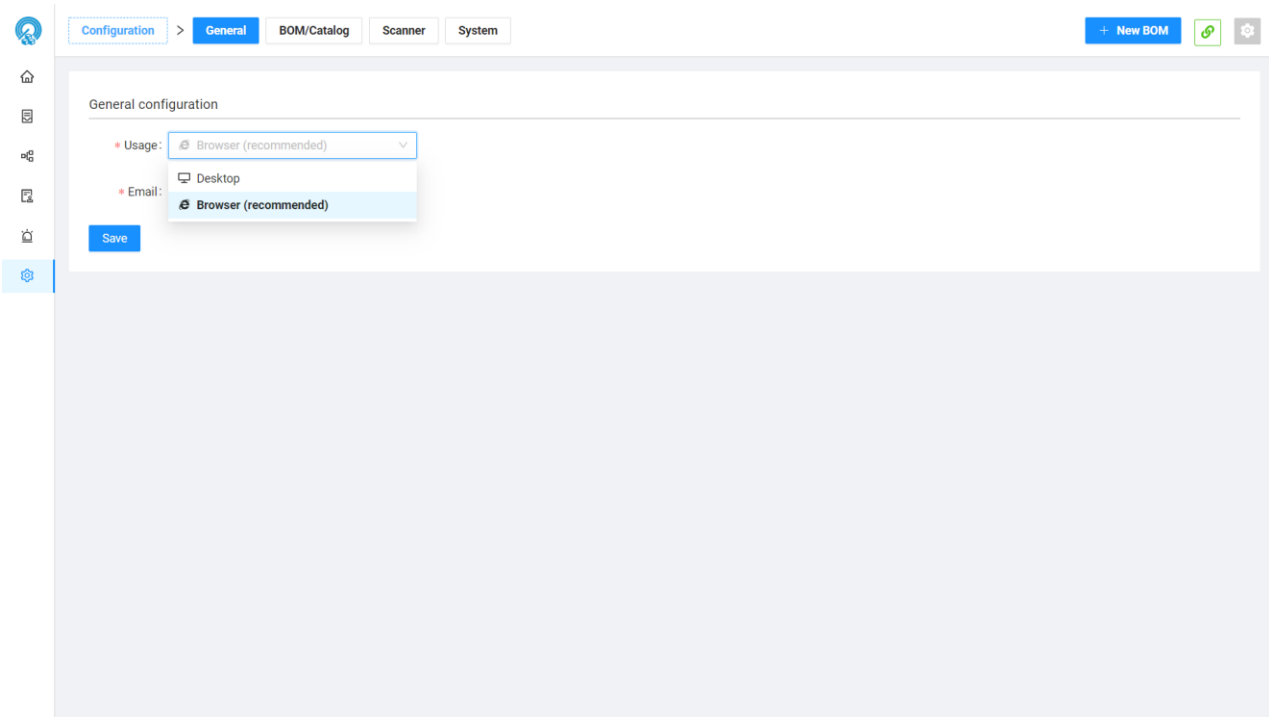 Configuration > General BOM/Catalog Scanner System + New BOM
General configuration
* Usage: Browser (recommended)
Desktop
* Email:
Browser (recommended)
Save